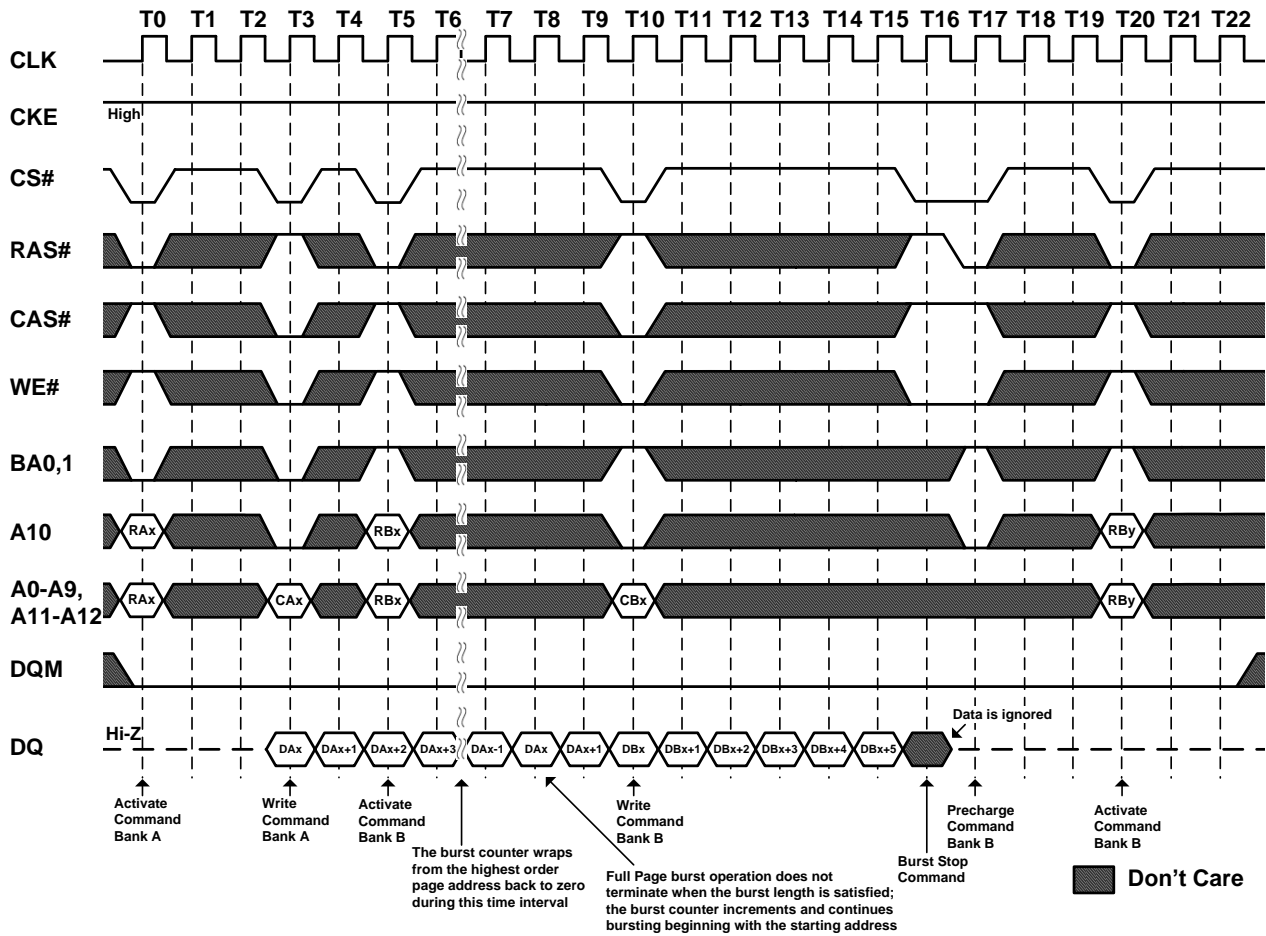 T0 T1 T2 T3 T4 T5 T6 T7 T8 T9 T10 T11 T12 T13 T14 T15 T16 T17 T18 T19 T20 T21 T22
CLK
CKE
High
CS#
RAS#
CAS#
WE#
BA0,1
A10
RAx RBx RBy
A0-A9,
A11-A12
RAx CAx RBx CBx RBy
DQM
Data is ignored
DQ
Hi-Z
DAx DAx+1 DAx+2 DAx+3 DAx-1 DAx DAx+1 DBx DBx+1 DBx+2 DBx+3 DBx+4 DBx+5
Activate
Command
Bank A
Write
Command
Bank A
Activate
Command
Bank B
The burst counter wraps
from the highest order
page address back to zero
during this time interval
Write
Command
Bank B
Full Page burst operation does not
terminate when the burst length is satisfied;
the burst counter increments and continues
bursting beginning with the starting address
Burst Stop
Command
Precharge
Command
Bank B
Activate
Command
Bank B
Don't Care